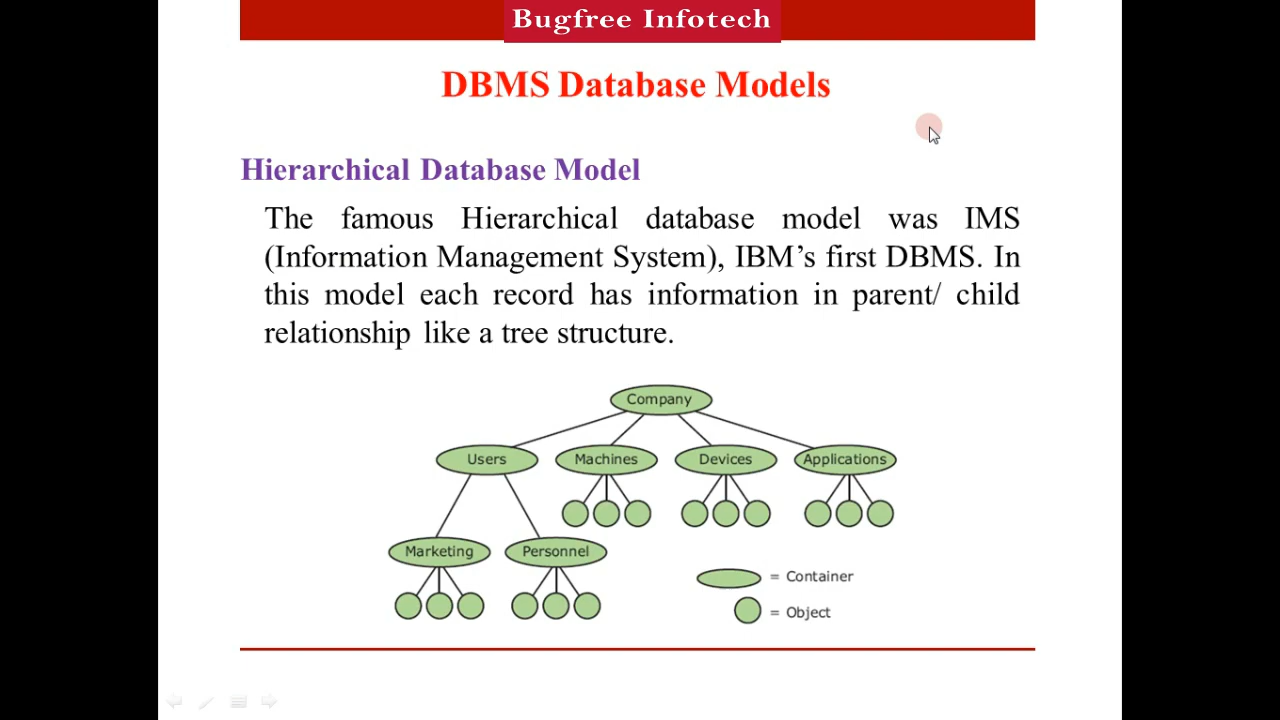 Bugfree Infotech
DBMS Database Models
Hierarchical Database Model
The famous Hierarchical database model was IMS
(Information Management System), IBM’s first DBMS. In
this model each record has information in parent/ child
relationship like a tree structure.
Company
Users Machines Devices Applications
Marketing Personnel
= Container
= Object